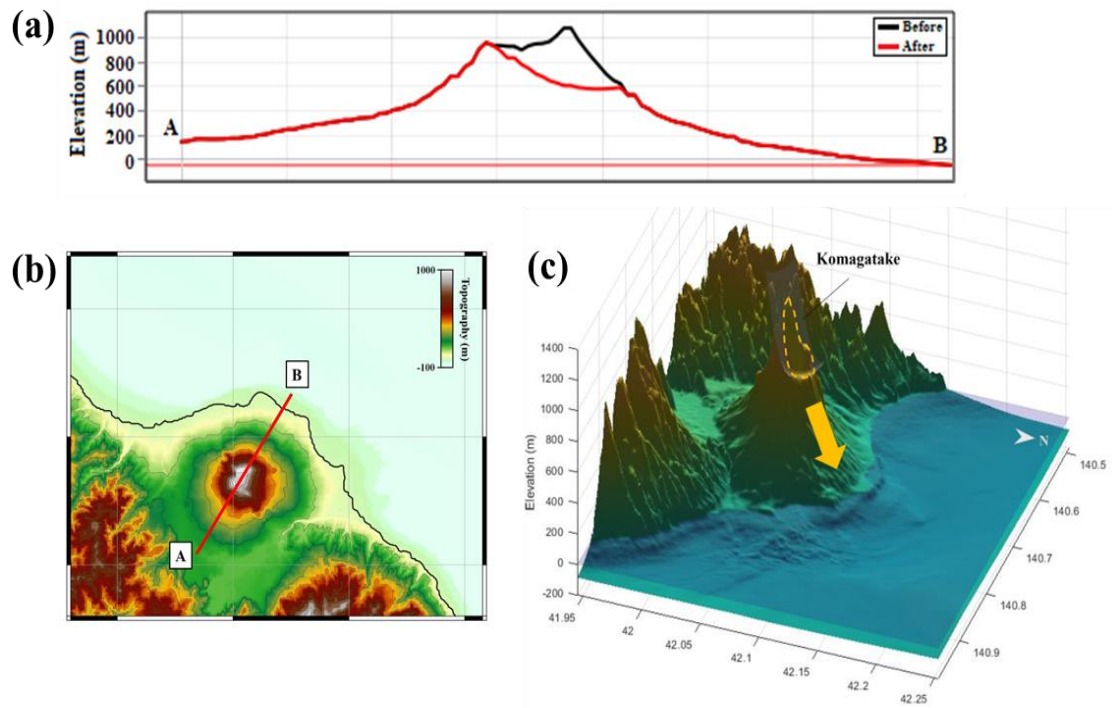 (a)
Elevation (m)
1000
800
600
400
200
0
A
B
Before
After
(b)
1000
Topography (m)
-100
B
A
(c)
Komagatake
N
Elevation (m)
1400
1200
1000
800
600
400
200
0
-200
41.95
42
42.05
42.1
42.15
42.2
42.25
140.5
140.6
140.7
140.8
140.9